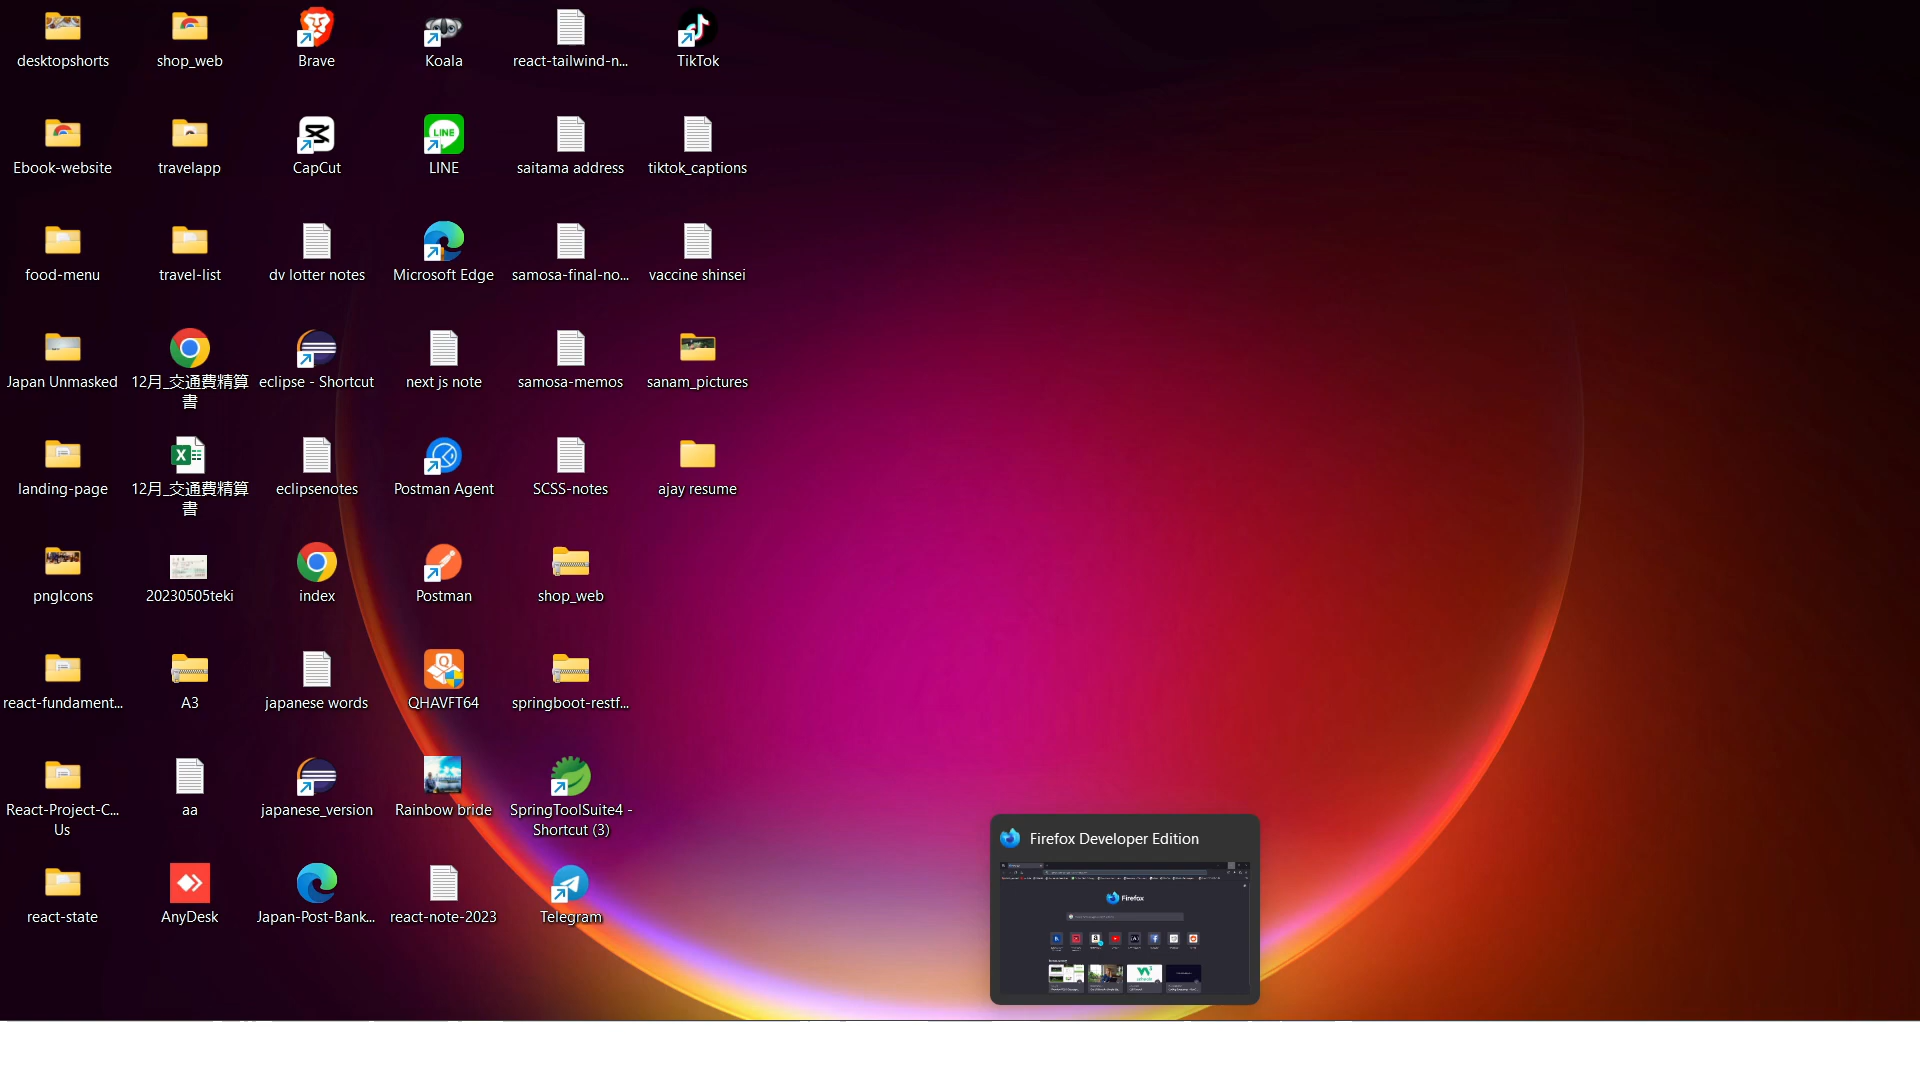 desktopshorts
shop_web
Brave
Koala
react-tailwind-n...
TikTok
Ebook-website
travelapp
CapCut
LINE
LINE
saitama address
tiktok_captions
food-menu
travel-list
dv lotter notes
Microsoft Edge
samosa-final-no...
vaccine shinsei
Japan Unmasked
12月_交通費精算
書
eclipse - Shortcut
next js note
samosa-memos
sanam_pictures
landing-page
12月_交通費精算
書
eclipsenotes
Postman Agent
SCSS-notes
ajay resume
pngIcons
20230505teki
index
Postman
shop_web
react-fundament...
A3
japanese words
QHAVFT64
springboot-restf...
React-Project-C...
Us
aa
japanese_version
Rainbow bride
SpringToolSuite4 -
Shortcut (3)
react-state
AnyDesk
Japan-Post-Bank...
react-note-2023
Telegram
Firefox Developer Edition
Firefox